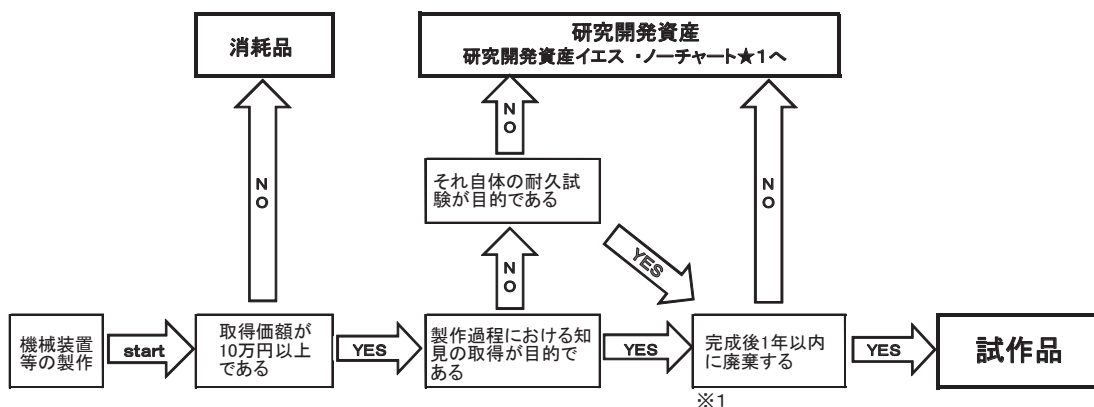 消耗品
研究開発資産
研究開発資産イエス ・ノーチャート★1へ
NO
NO
NO
それ自体の耐久試
験が目的である
NO
YES
機械装置
等の製作
start
取得価額が
10万円以上
である
YES
製作過程における知
見の取得が目的で
ある
YES
完成後1年以内
に廃棄する
YES
試作品
※1